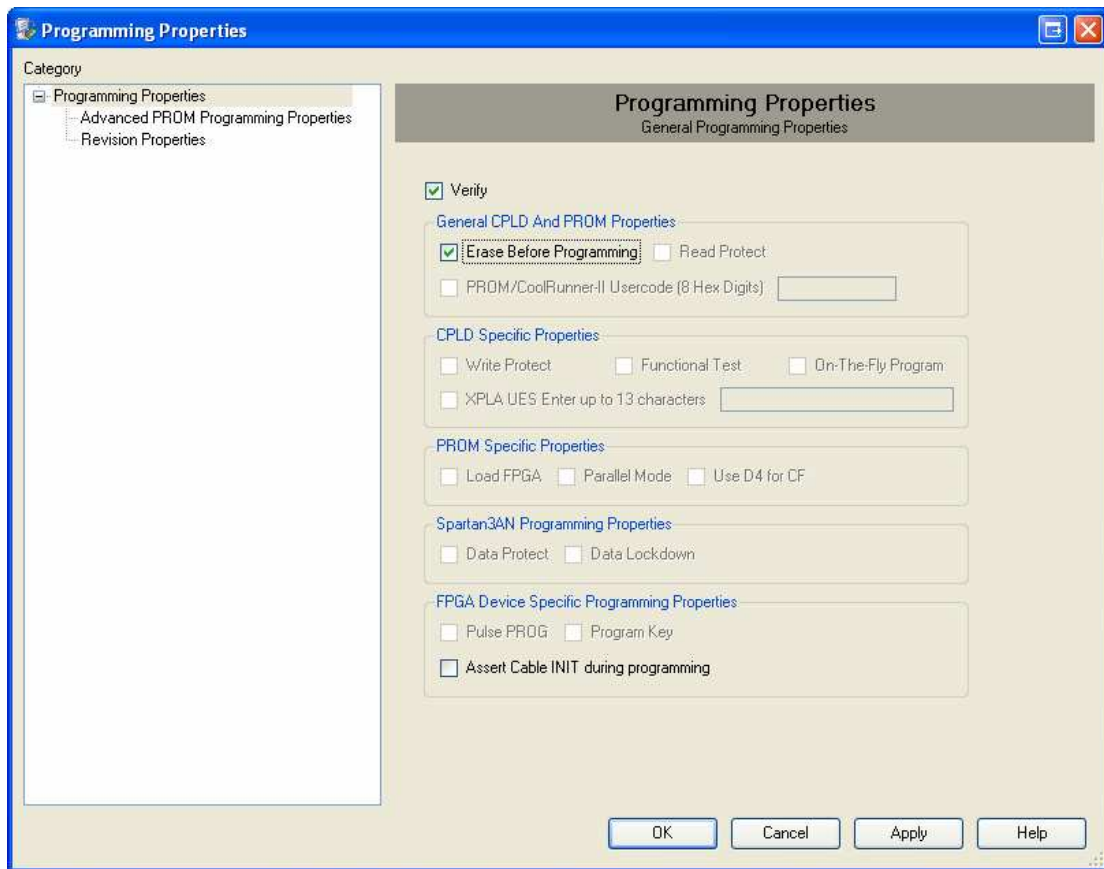 Programming Properties
Category
Programming Properties
Advanced PROM Programming Properties
Revision Properties
Programming Properties
General Programming Properties
Verify
General CPLD And PROM Properties
Erase Before Programming Read Protect
PROM/CoolRunner-II Usercode (8 Hex Digits)
CPLD Specific Properties
Write Protect Functional Test On-The-Fly Program
XPLA UES Enter up to 13 characters
PROM Specific Properties
Load FPGA Parallel Mode Use D4 for CF
Spartan3AN Programming Properties
Data Protect Data Lockdown
FPGA Device Specific Programming Properties
Pulse PROG Program Key
Assert Cable INIT during programming
OK Cancel Apply Help